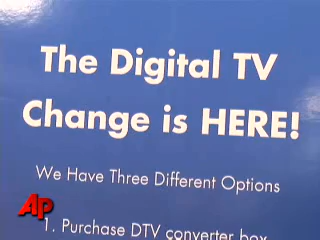 The Digital TV
Change is HERE!
We Have Three Different Options
AP
1. Purchase DTV converter box